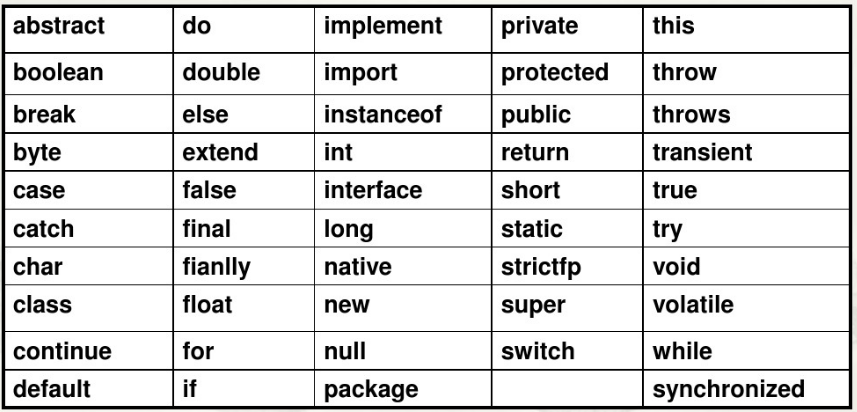 abstract do implement private this
boolean double import protected throw
break else instanceof public throws
byte extend int return transient
case false interface short true
catch final long static try
char fianlly native strictfp void
class float new super volatile
continue for null switch while
default if package synchronized